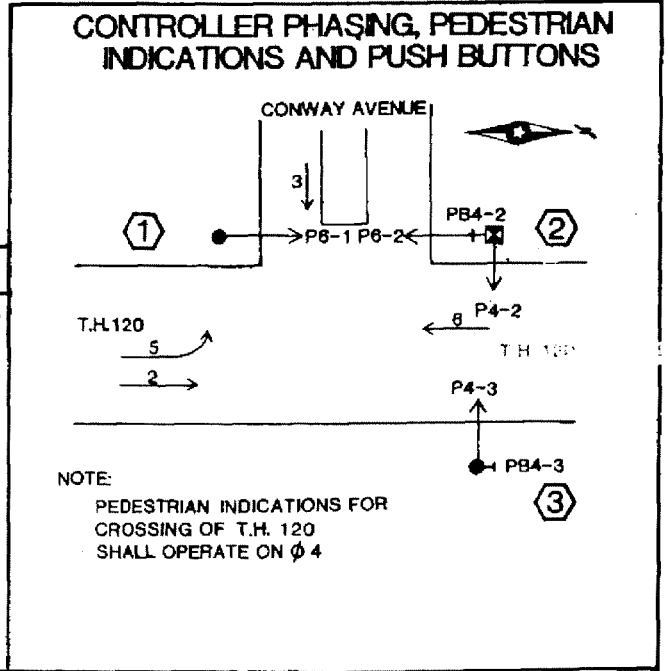 CONTROLLER PHASING, PEDESTRIAN
INDICATIONS AND PUSH BUTTONS
CONWAY AVENUE
3
PB4-2
1
P6-1 P6-2
2
T.H.120
5
2
6
P4-2
T.H. 120
P4-3
PB4-3
3
NOTE:
PEDESTRIAN INDICATIONS FOR
CROSSING OF T.H. 120
SHALL OPERATE ON ϕ 4